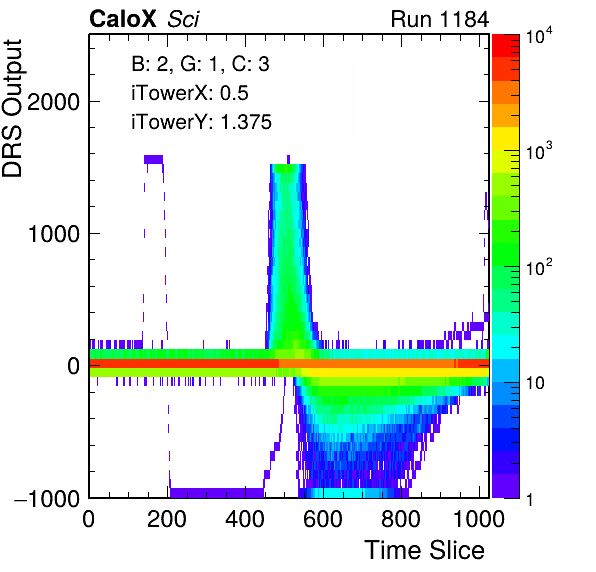 CaloX Sci Run 1184
DRS Output
B: 2, G: 1, C: 3
iTowerX: 0.5
iTowerY: 1.375
2000
1000
0
−1000
0 200 400 600 800 1000
Time Slice
10^4
10^3
10^2
10
1